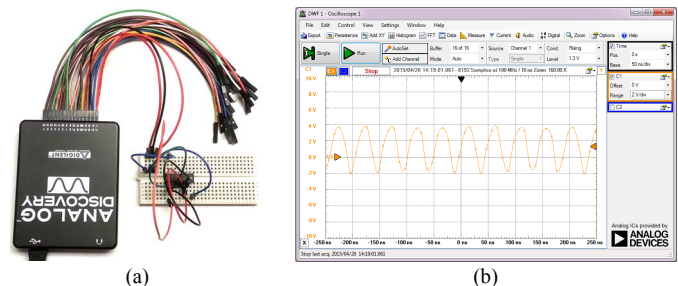 DIGILENT
ANALOG
DISCOVERY
DWF 1 - Oscilloscope 1
File Edit Control View Settings Window Help
Export Persistence Add XY Histogram FFT Data Measure Current Audio Digital Zoom Options Help
Single Run AutoSet Buffer 16 of 16 Source Channel 1 Cond. Rising
Add Channel Mode Auto Type Single Level 1.3 V
Time
Pos. 0 s
Base 50 ns/div
C1
Offset 0 V
Range 2 V/div
C2
C1 C1 C2 Stop 2015/04/20 14:19:01.061 - 8192 Samples at 100 MHz / 10 ns Zoom: 160.00 X Y
10 V
8 V
6 V
4 V
2 V
0 V
-2 V
-4 V
-6 V
-8 V
-10 V
X -250 ns -200 ns -150 ns -100 ns -50 ns 0 ns 50 ns 100 ns 150 ns 200 ns 250 ns
Analog ICs provided by
ANALOG
DEVICES
Stop last acq. 2015/04/20 14:19:01.061
(a) (b)